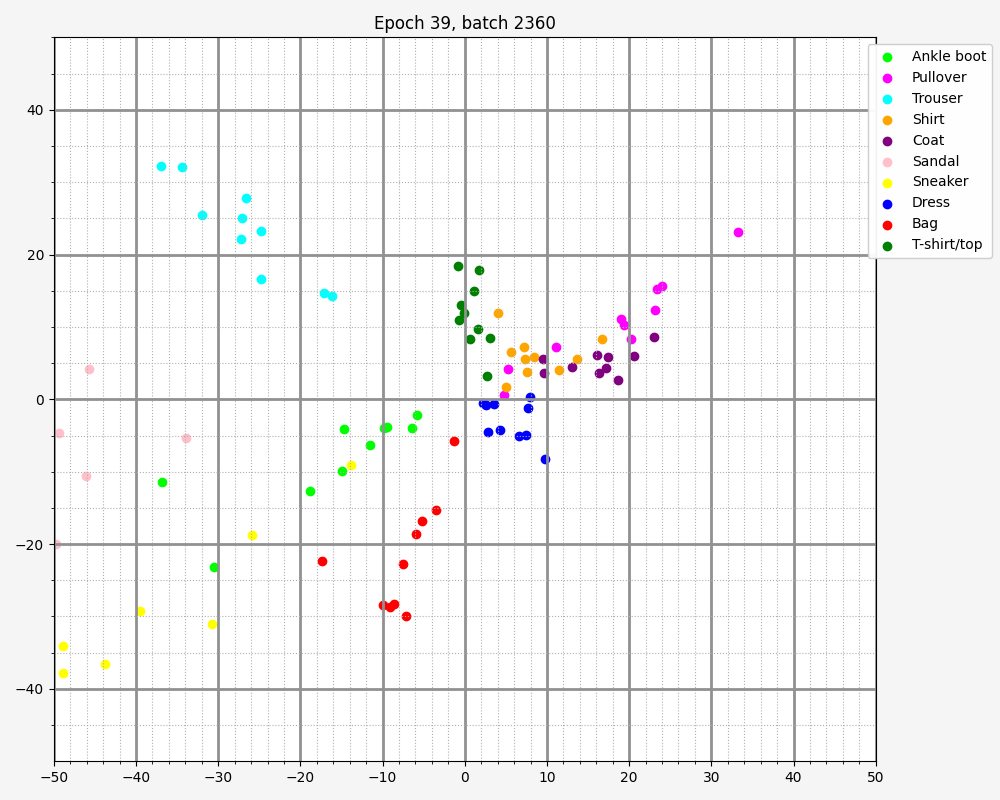 Epoch 39, batch 2360
Ankle boot
Pullover
Trouser
Shirt
Coat
Sandal
Sneaker
Dress
Bag
T-shirt/top
40
20
0
−20
−40
−50 −40 −30 −20 −10 0 10 20 30 40 50